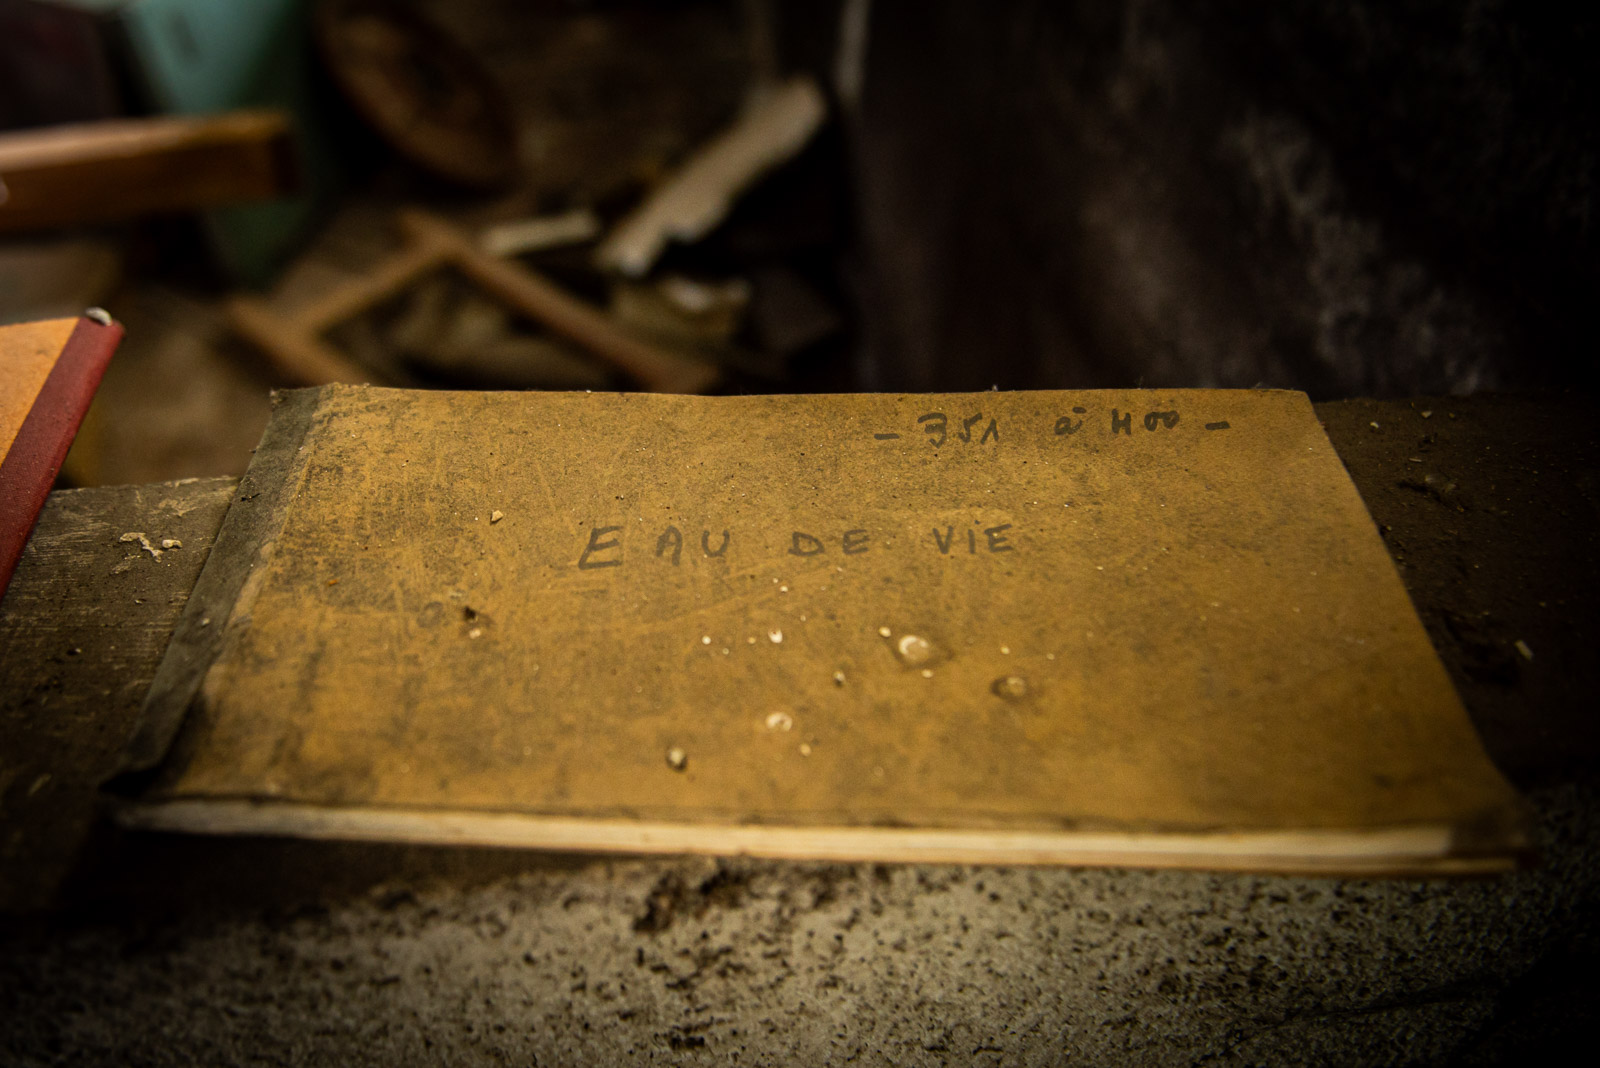 - 351 à 400 -
EAU DE ViE